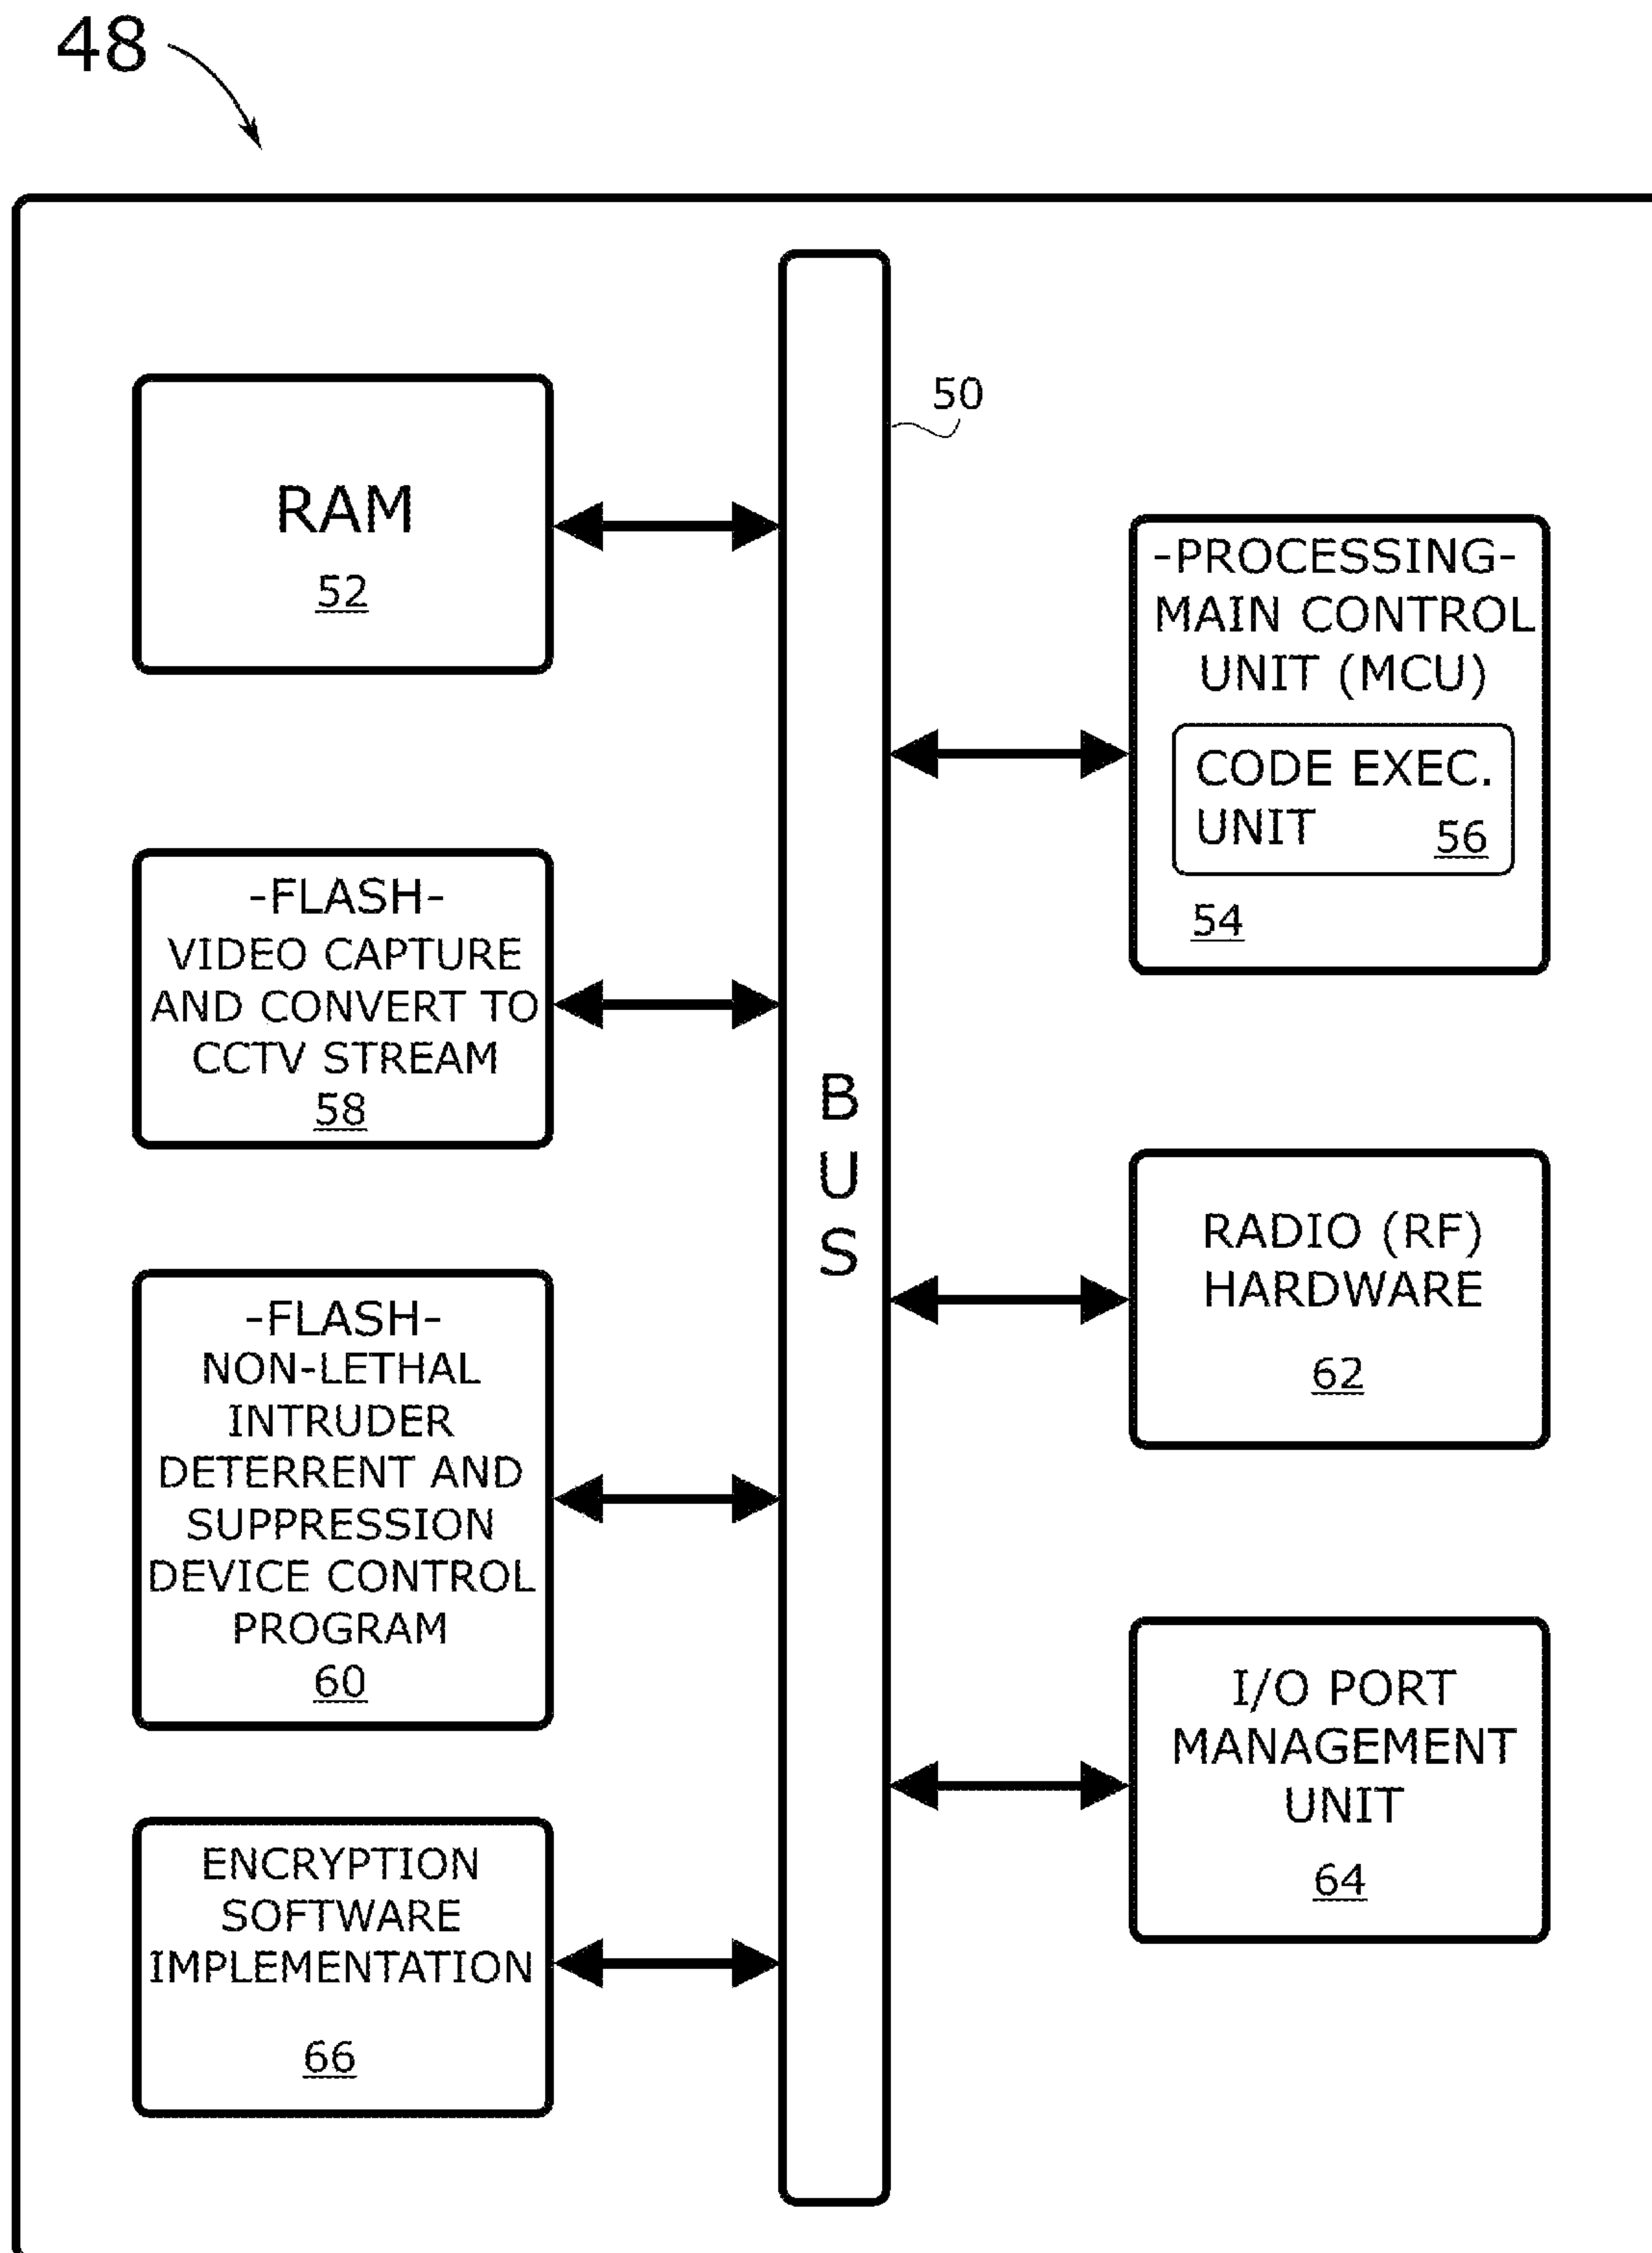 48
RAM
52
-FLASH-
VIDEO CAPTURE
AND CONVERT TO
CCTV STREAM
58
-FLASH-
NON-LETHAL
INTRUDER
DETERRENT AND
SUPPRESSION
DEVICE CONTROL
PROGRAM
60
ENCRYPTION
SOFTWARE
IMPLEMENTATION
66
B
U
S
50
-PROCESSING-
MAIN CONTROL
UNIT (MCU)
CODE EXEC.
UNIT 56
54
RADIO (RF)
HARDWARE
62
I/O PORT
MANAGEMENT
UNIT
64